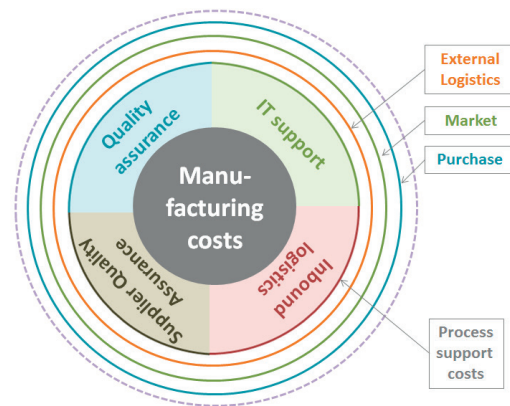 Quality
assurance
IT support
Manu-
facturing
costs
Supplier Quality
Assurance
Inbound
logistics
External
Logistics
Market
Purchase
Process
support
costs